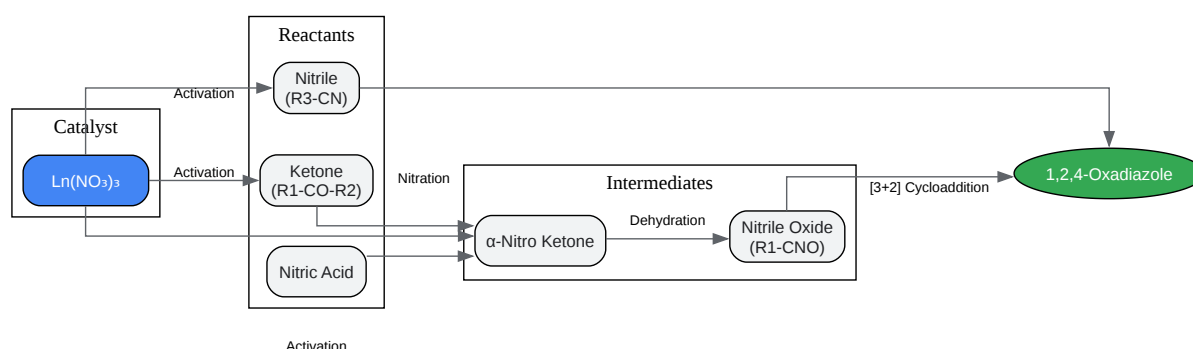 Reactants
Nitrile
(R3-CN)
Activation
Catalyst
Ln(NO₃)₃
Activation
Ketone
(R1-CO-R2)
Nitration
Nitric Acid
Intermediates
α-Nitro Ketone
Dehydration
Nitrile Oxide
(R1-CNO)
[3+2] Cycloaddition
1,2,4-Oxadiazole
Activation